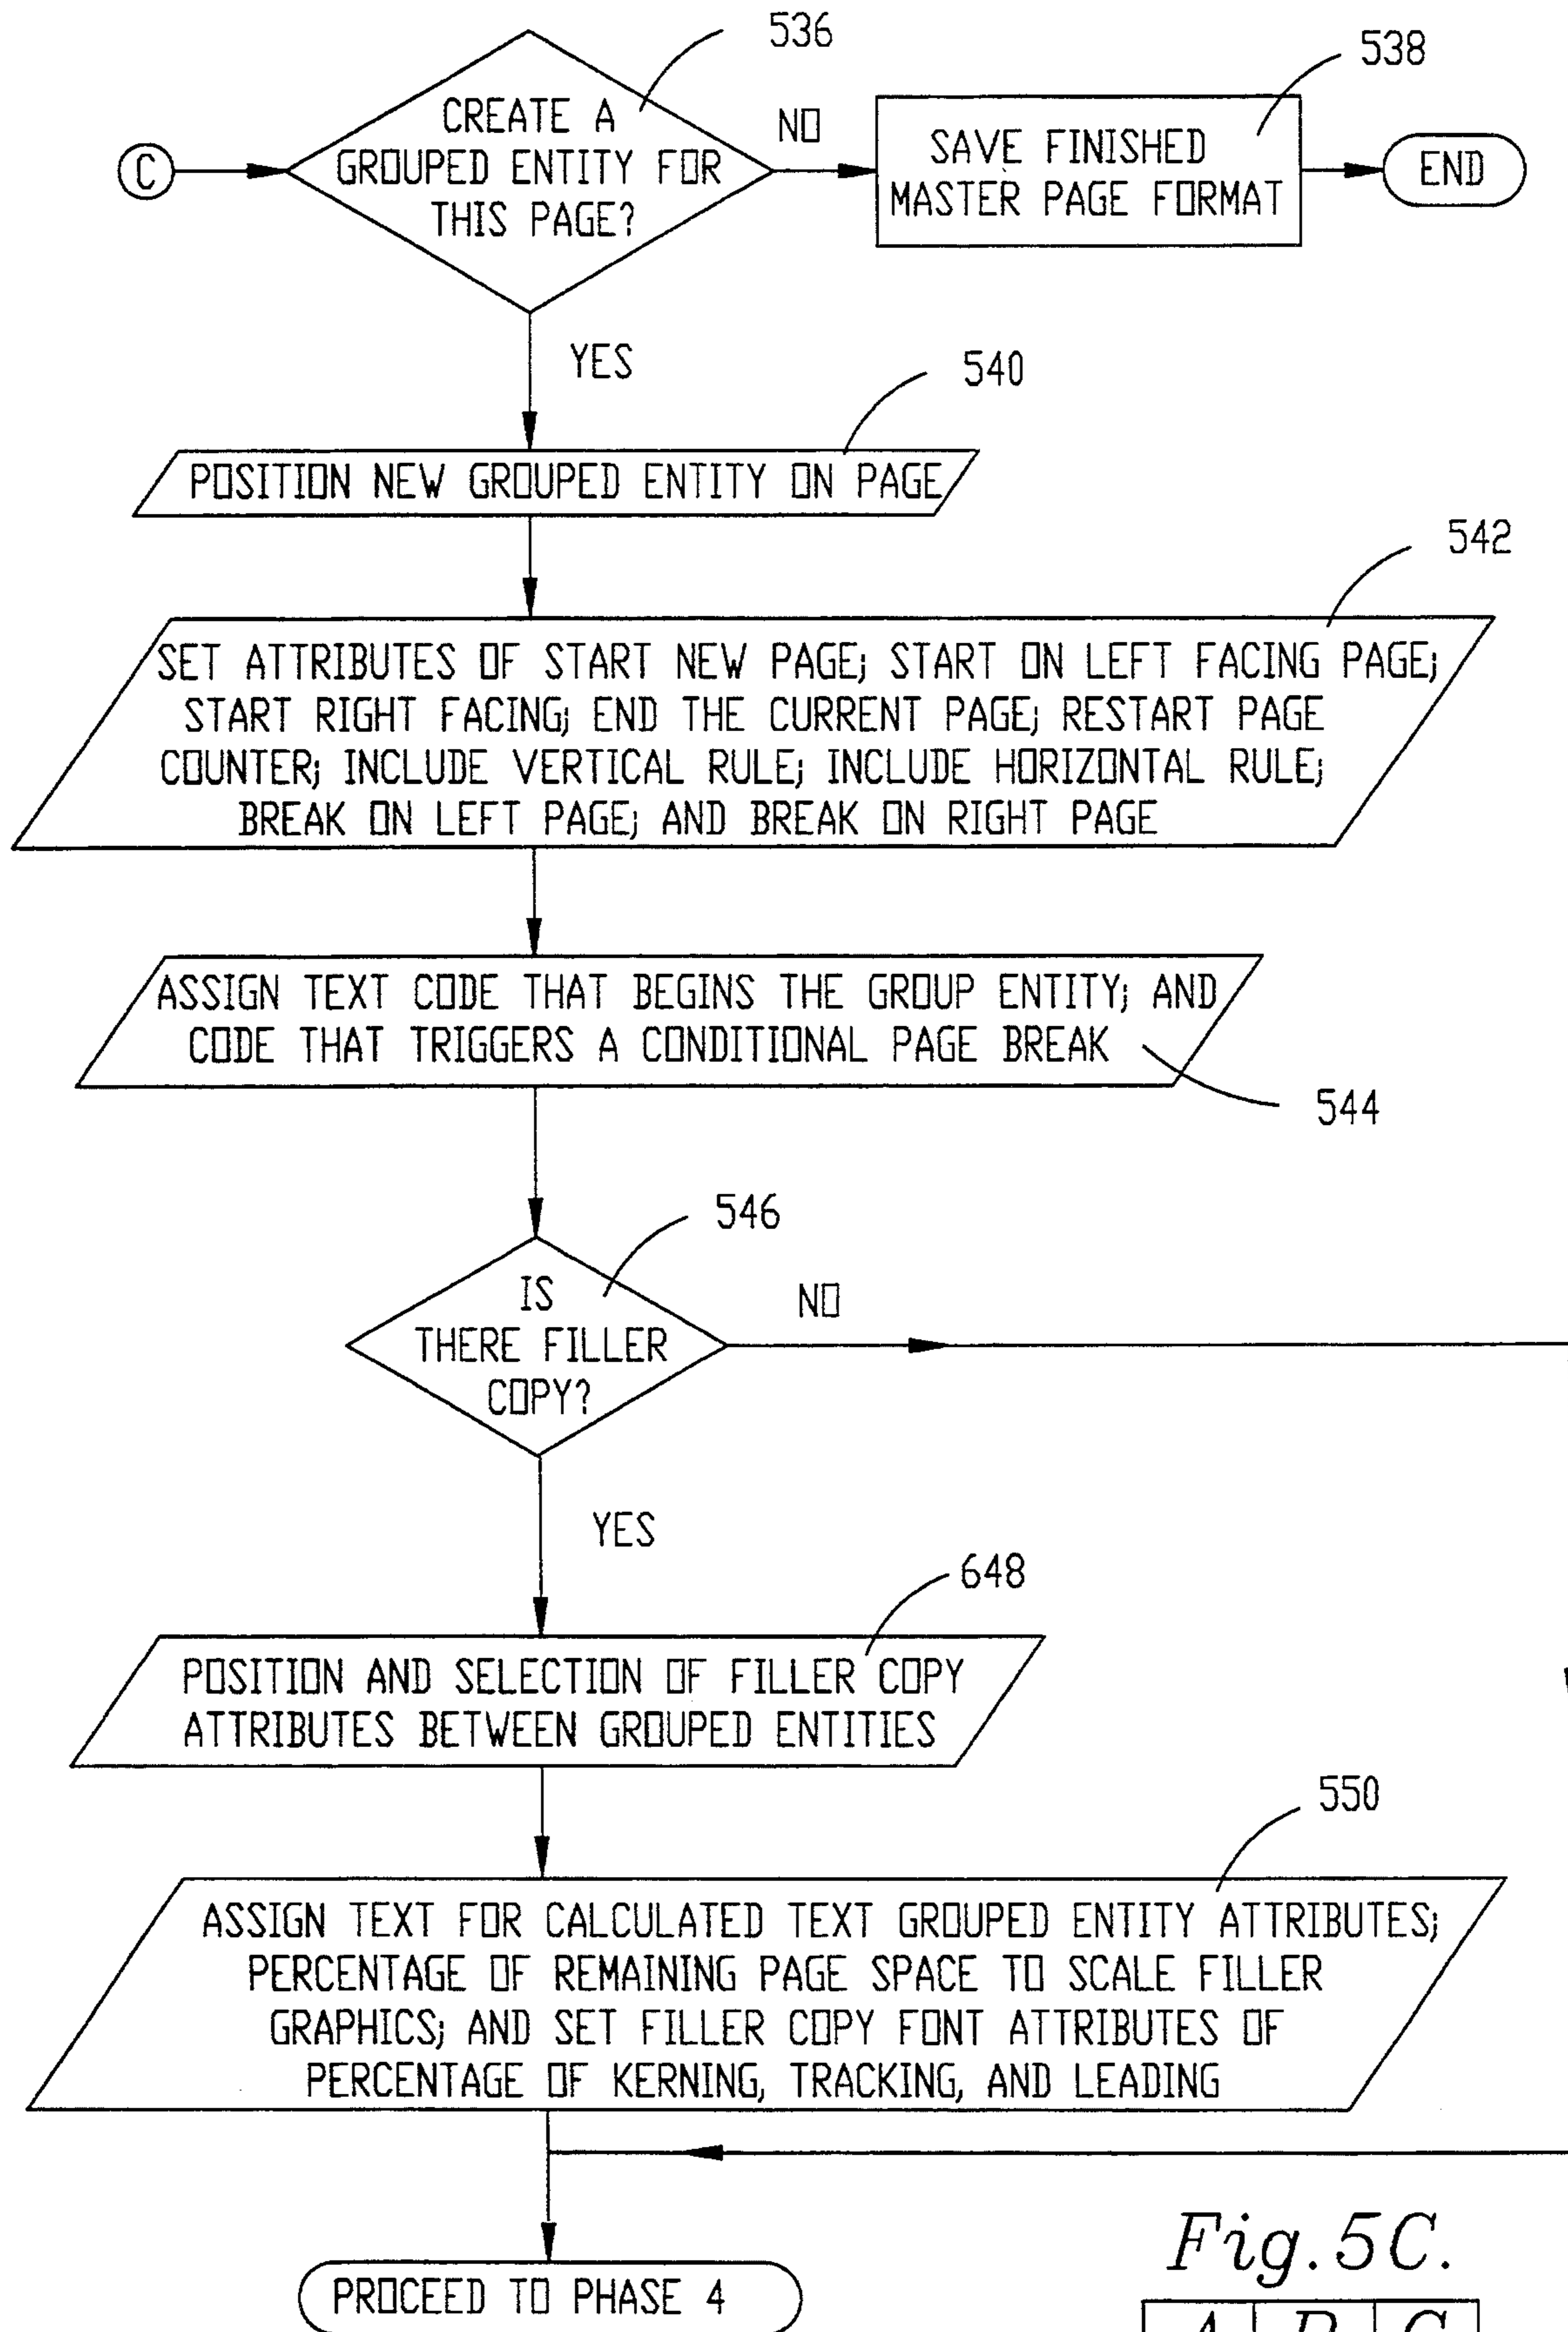 536
538
CREATE A
GROUPED ENTITY FOR
THIS PAGE?
C
NO
SAVE FINISHED
MASTER PAGE FORMAT
END
YES
540
POSITION NEW GROUPED ENTITY ON PAGE
542
SET ATTRIBUTES OF START NEW PAGE; START ON LEFT FACING PAGE;
START RIGHT FACING; END THE CURRENT PAGE; RESTART PAGE
COUNTER; INCLUDE VERTICAL RULE; INCLUDE HORIZONTAL RULE;
BREAK ON LEFT PAGE; AND BREAK ON RIGHT PAGE
ASSIGN TEXT CODE THAT BEGINS THE GROUP ENTITY; AND
CODE THAT TRIGGERS A CONDITIONAL PAGE BREAK
544
546
IS
THERE FILLER
COPY?
NO
YES
648
POSITION AND SELECTION OF FILLER COPY
ATTRIBUTES BETWEEN GROUPED ENTITIES
550
ASSIGN TEXT FOR CALCULATED TEXT GROUPED ENTITY ATTRIBUTES;
PERCENTAGE OF REMAINING PAGE SPACE TO SCALE FILLER
GRAPHICS; AND SET FILLER COPY FONT ATTRIBUTES OF
PERCENTAGE OF KERNING, TRACKING, AND LEADING
PROCEED TO PHASE 4
Fig. 5C.